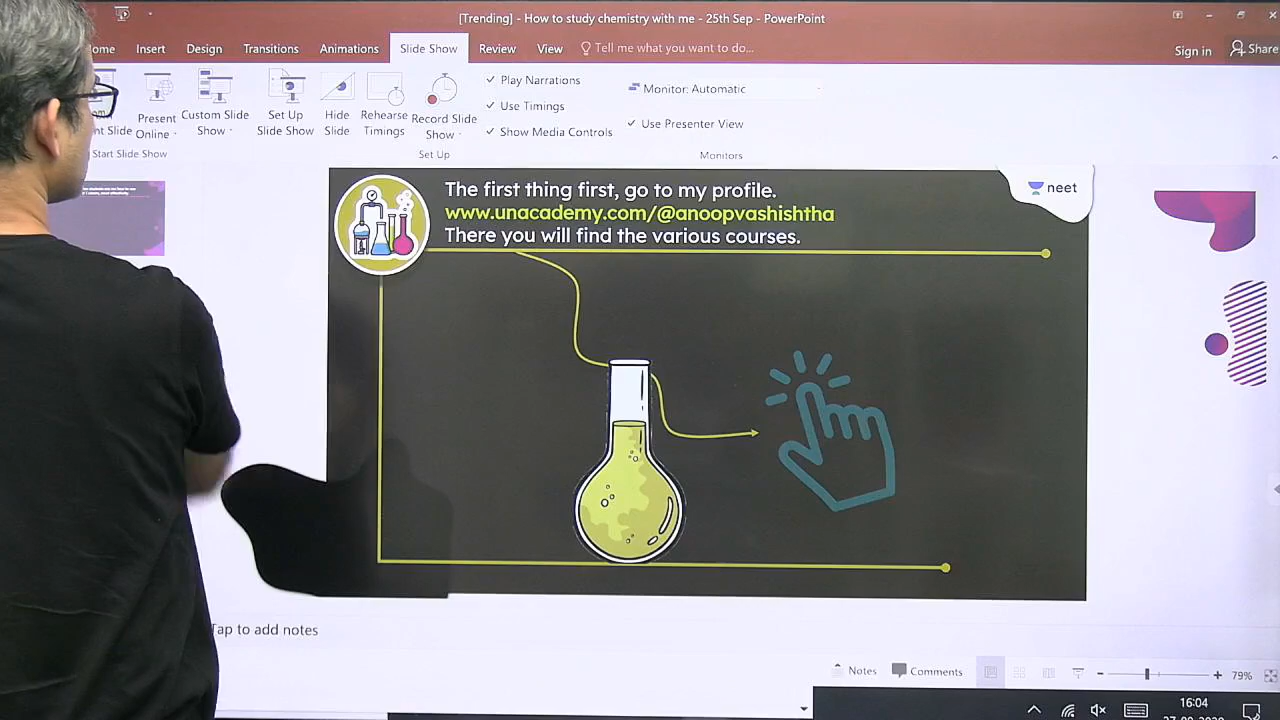 [Trending] - How to study chemistry with me - 25th Sep - PowerPoint
ome Insert Design Transitions Animations Slide Show Review View Tell me what you want to do...
Sign in Share
Present Online
Custom Slide Show
Set Up Slide Show
Hide Slide
Rehearse Timings
Record Slide Show
Play Narrations
Use Timings
Show Media Controls
Monitor: Automatic
Use Presenter View
nt Slide
Start Slide Show
Set Up
Monitors
The first thing first, go to my profile.
www.unacademy.com/@anoopvashishtha
There you will find the various courses.
neet
Tap to add notes
Notes Comments 79%
16:04